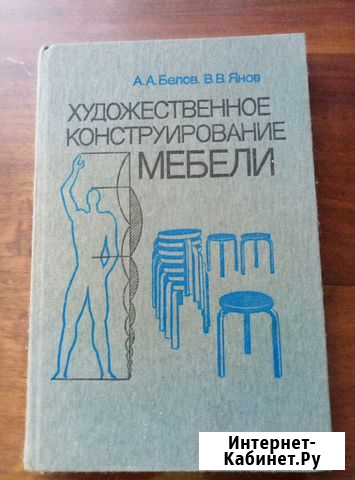 А.А.Белов. В.В.Янов
ХУДОЖЕСТВЕННОЕ
КОНСТРУИРОВАНИЕ
МЕБЕЛИ
Интернет-
Кабинет.Ру